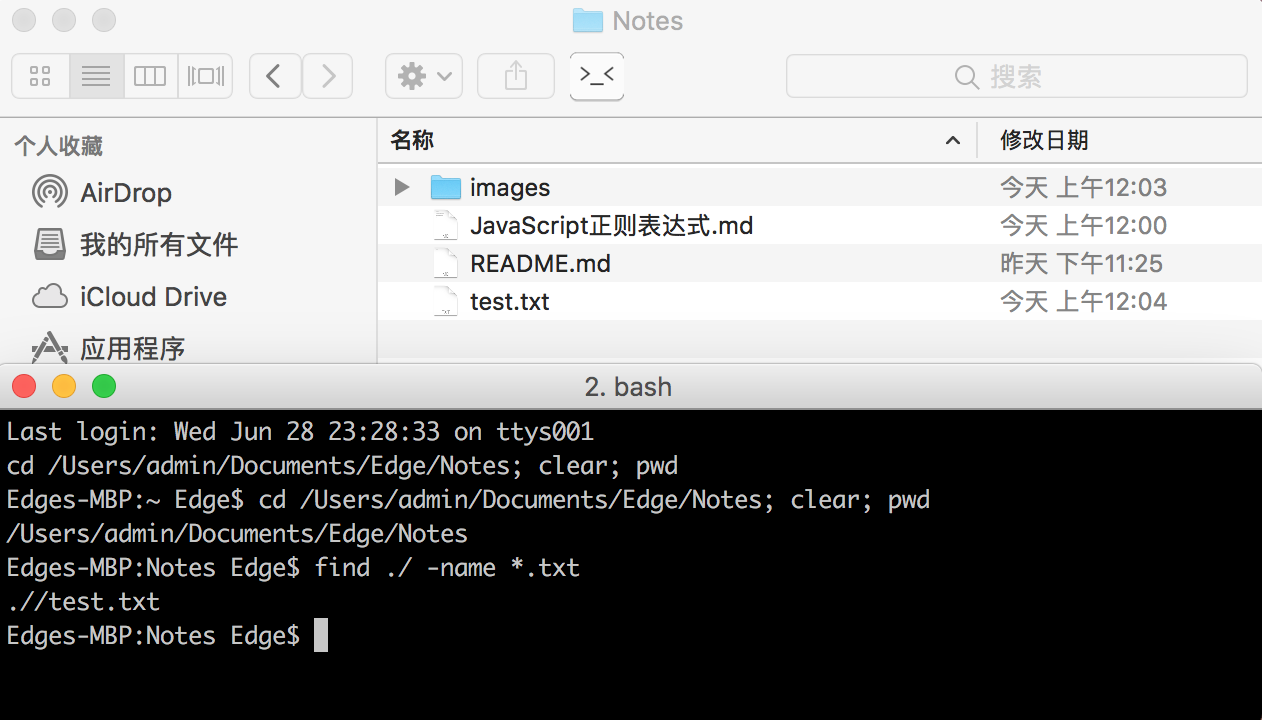 Notes
>_<
搜索
个人收藏
名称 修改日期
AirDrop
images 今天 上午12:03
JavaScript正则表达式.md 今天 上午12:00
我的所有文件
README.md 昨天 下午11:25
iCloud Drive
test.txt 今天 上午12:04
应用程序
2. bash
Last login: Wed Jun 28 23:28:33 on ttys001
cd /Users/admin/Documents/Edge/Notes; clear; pwd
Edges-MBP:~ Edge$ cd /Users/admin/Documents/Edge/Notes; clear; pwd
/Users/admin/Documents/Edge/Notes
Edges-MBP:Notes Edge$ find ./ -name *.txt
.//test.txt
Edges-MBP:Notes Edge$